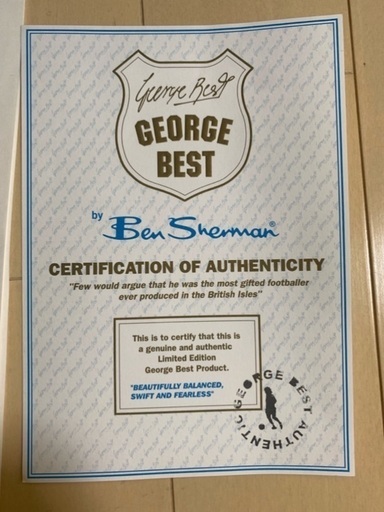 George Best
GEORGE
BEST
by Ben Sherman®
CERTIFICATION OF AUTHENTICITY
"Few would argue that he was the most gifted footballer
ever produced in the British Isles"
This is to certify that this is
a genuine and authentic
Limited Edition
George Best Product.
"BEAUTIFULLY BALANCED,
SWIFT AND FEARLESS"
GEORGE BEST AUTHENTIC